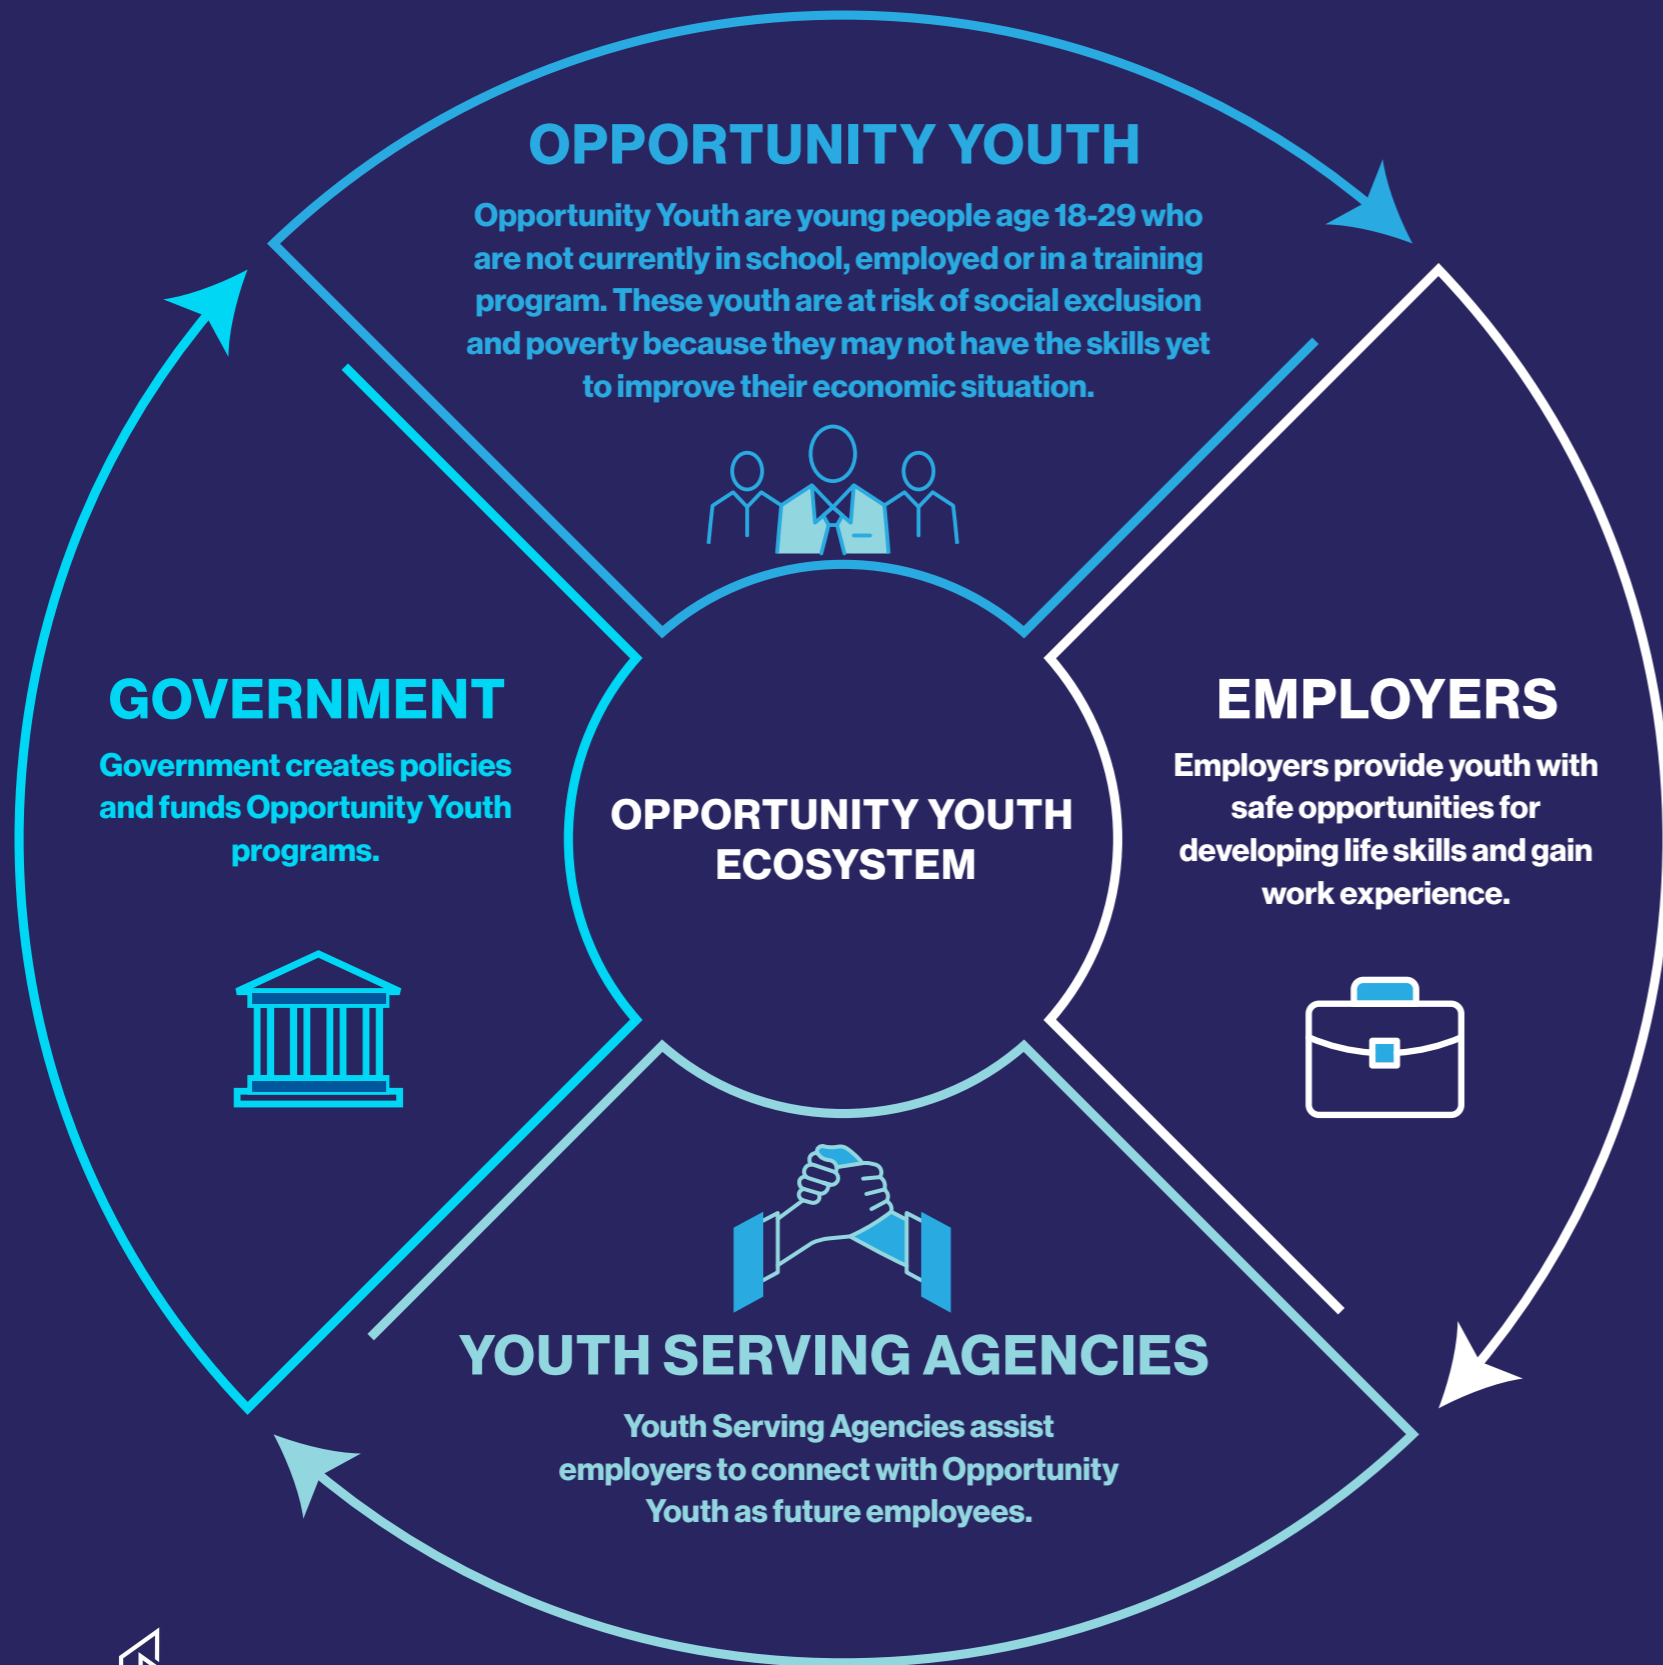 OPPORTUNITY YOUTH
Opportunity Youth are young people age 18-29 who
are not currently in school, employed or in a training
program. These youth are at risk of social exclusion
and poverty because they may not have the skills yet
to improve their economic situation.
GOVERNMENT
Government creates policies
and funds Opportunity Youth
programs.
OPPORTUNITY YOUTH
ECOSYSTEM
EMPLOYERS
Employers provide youth with
safe opportunities for
developing life skills and gain
work experience.
YOUTH SERVING AGENCIES
Youth Serving Agencies assist
employers to connect with Opportunity
Youth as future employees.